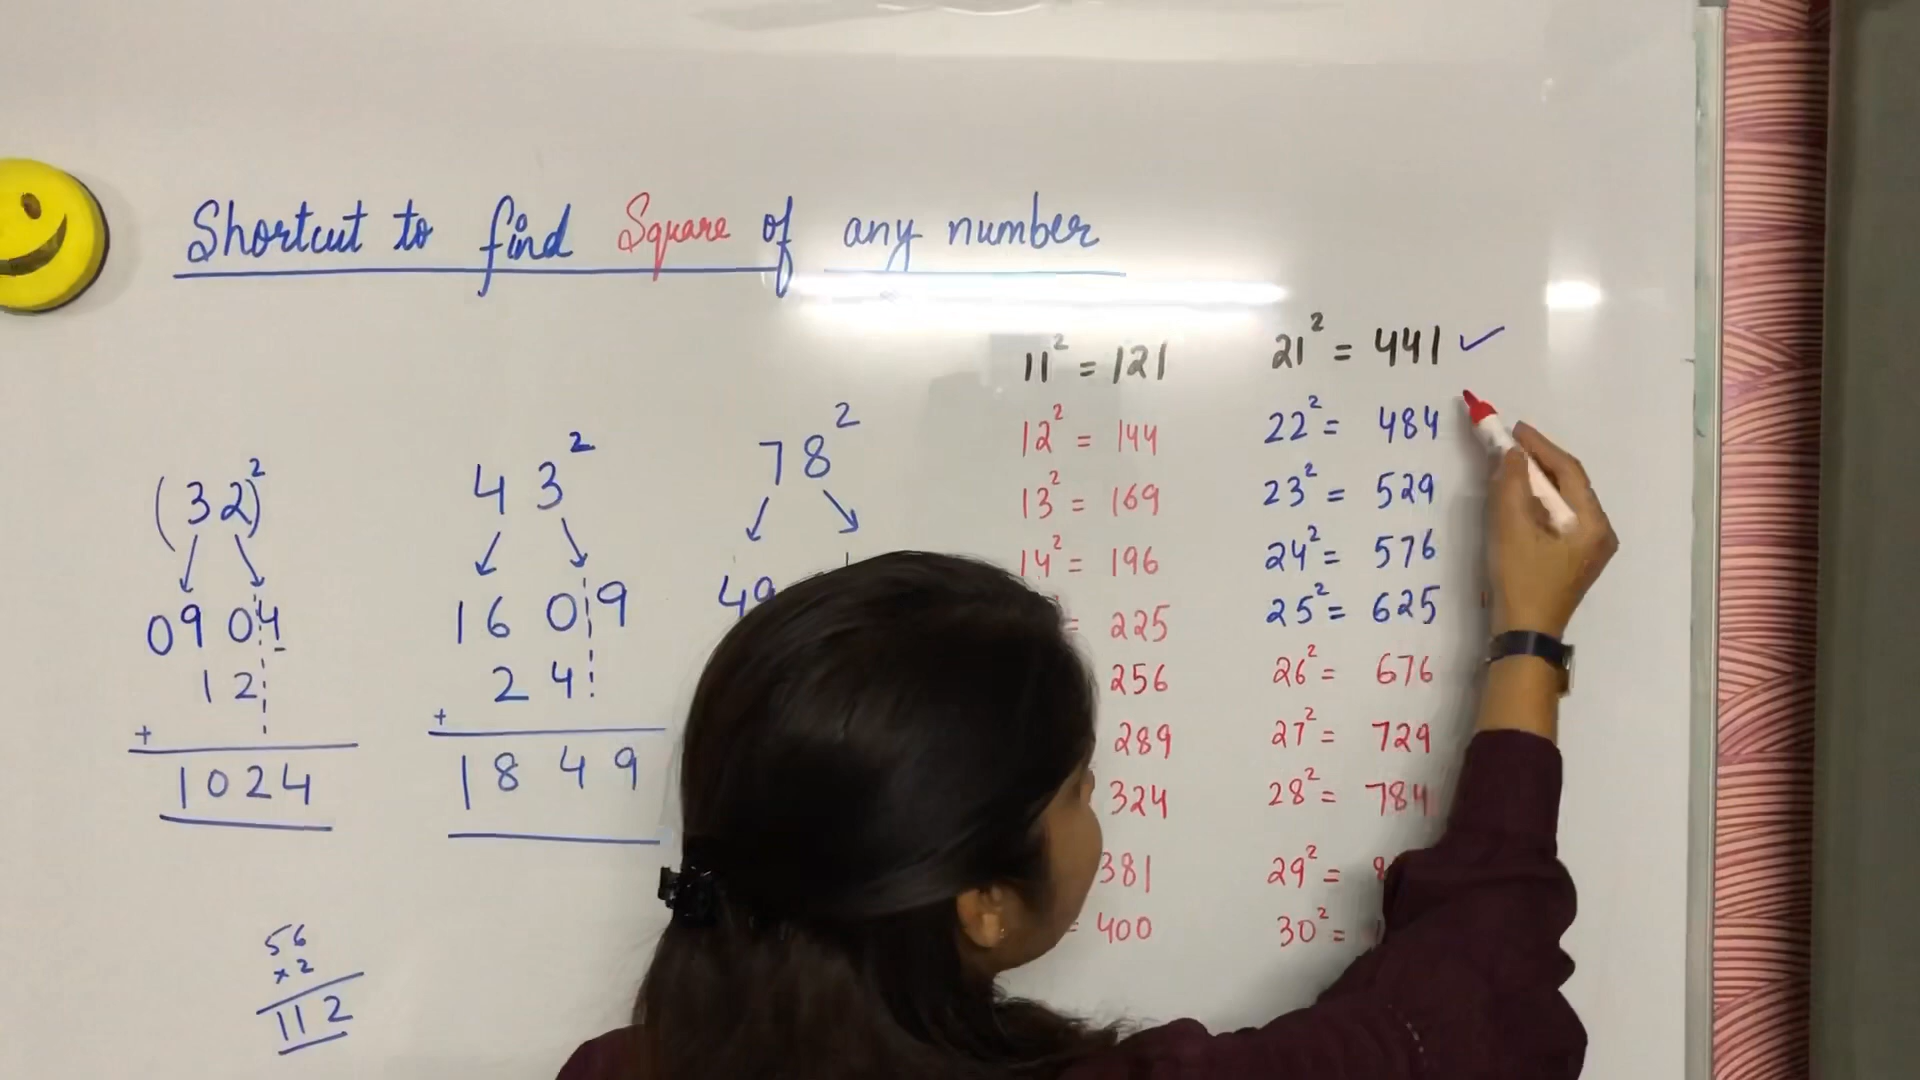 Shortcut to find Square of any number
(32)²
09 04
12
+
1024
43²
16 09
24
+
1849
78²
49
56
×2
112
11² = 121
12² = 144
13² = 169
14² = 196
= 225
256
289
324
381
= 400
21² = 441 ✓
22² = 484
23² = 529
24² = 576
25² = 625
26² = 676
27² = 729
28² = 784
29² = 8
30² =